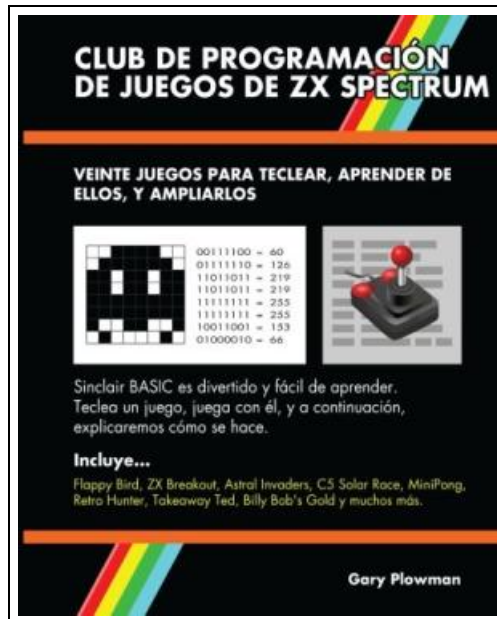 CLUB DE PROGRAMACIÓN
DE JUEGOS DE ZX SPECTRUM
VEINTE JUEGOS PARA TECLEAR, APRENDER DE
ELLOS, Y AMPLIARLOS
00111100 = 60
01111110 = 126
11011011 = 219
11011011 = 219
11111111 = 255
11111111 = 255
10011001 = 153
01000010 = 66
Sinclair BASIC es divertido y fácil de aprender.
Teclea un juego, juega con él, y a continuación,
explicaremos cómo se hace.
Incluye...
Flappy Bird, ZX Breakout, Astral Invaders, C5 Solar Race, MiniPong,
Retro Hunter, Takeaway Ted, Billy Bob's Gold y muchos más.
Gary Plowman